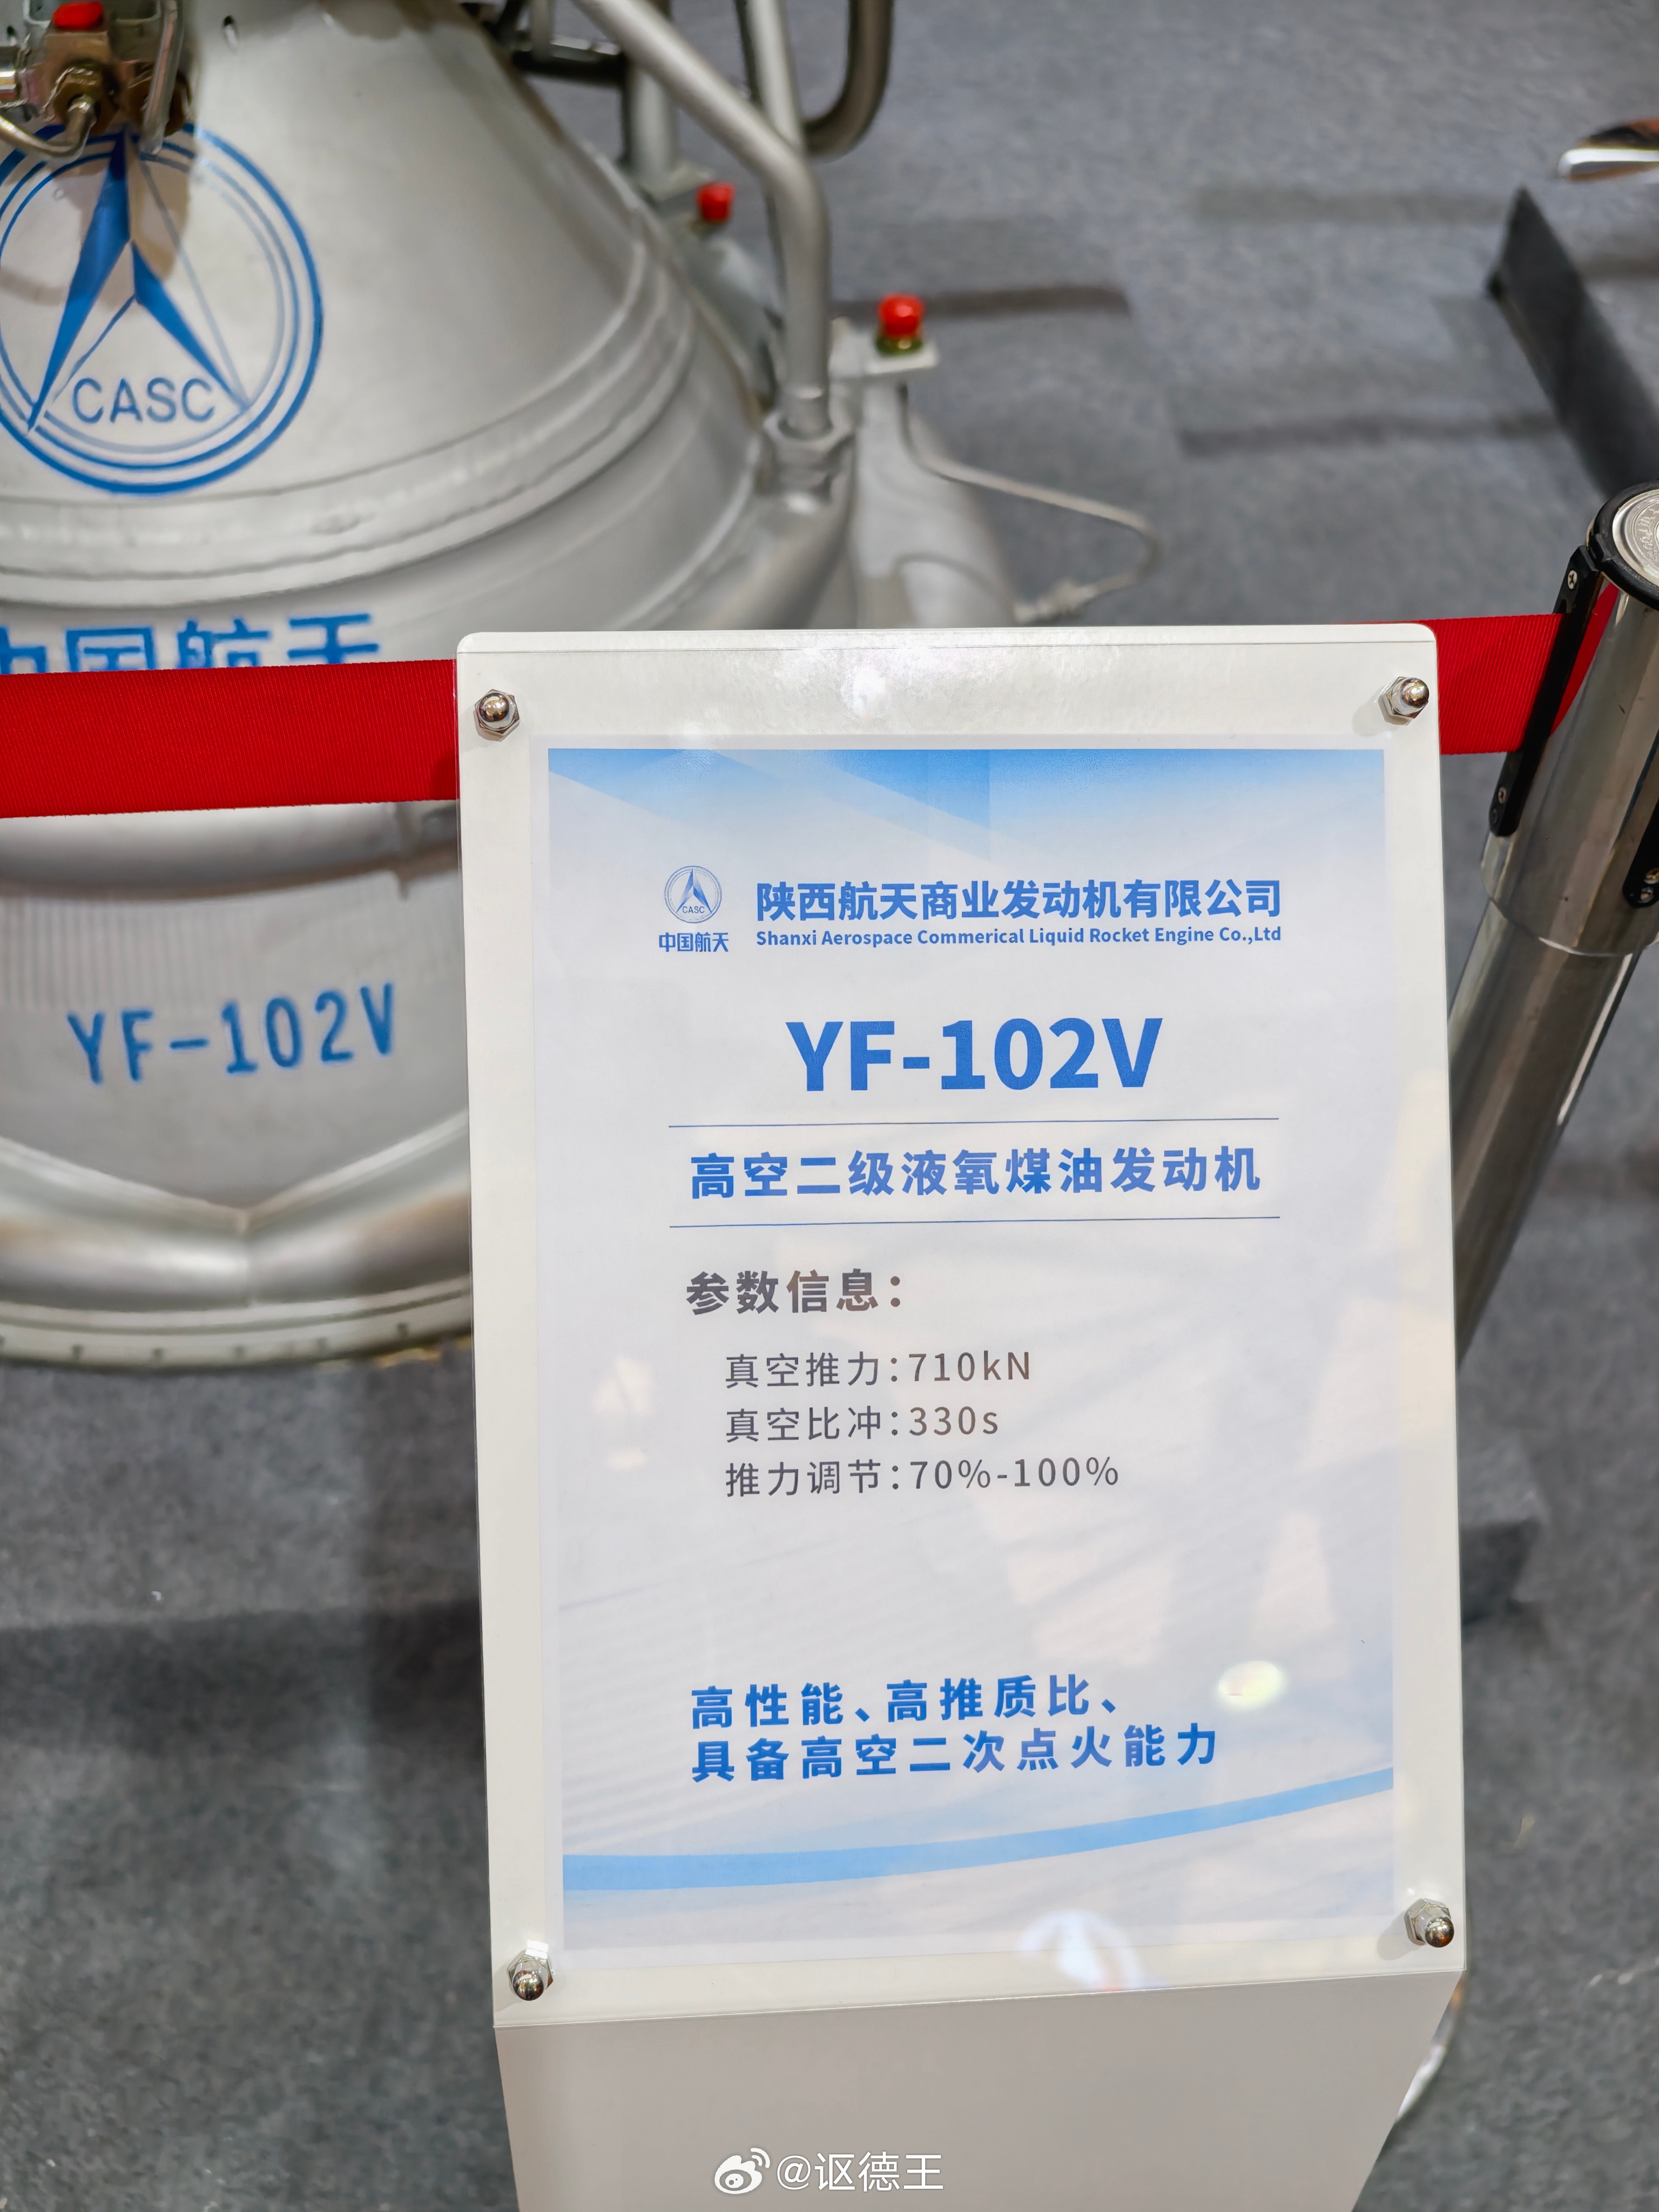 CASC
中国航天
YF-102V
CASC
中国航天
陕西航天商业发动机有限公司
Shanxi Aerospace Commerical Liquid Rocket Engine Co.,Ltd
YF-102V
高空二级液氧煤油发动机
参数信息：
真空推力：710kN
真空比冲：330s
推力调节：70%-100%
高性能、高推质比、
具备高空二次点火能力
@讴德王